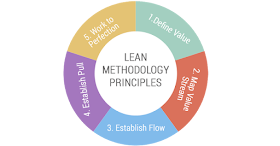 LEAN
METHODOLOGY
PRINCIPLES
1.Define Value
2. Map Value
Stream
3. Establish Flow
4. Establish Pull
5. Work to
Perfection